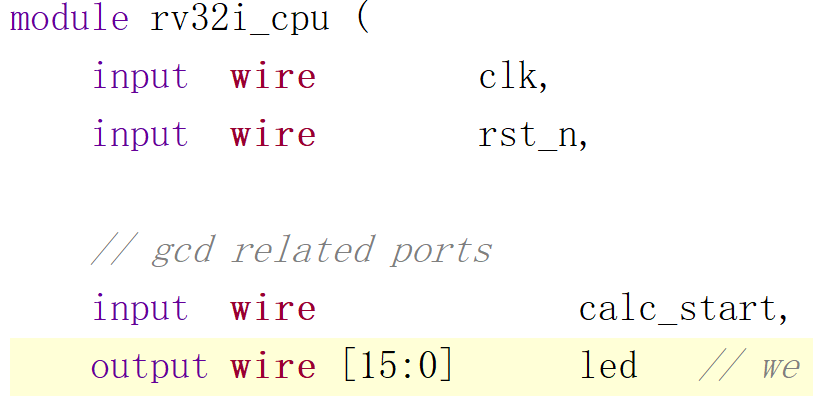 module rv32i_cpu (
input wire clk,
input wire rst_n,
// gcd related ports
input wire calc_start,
output wire [15:0] led // we